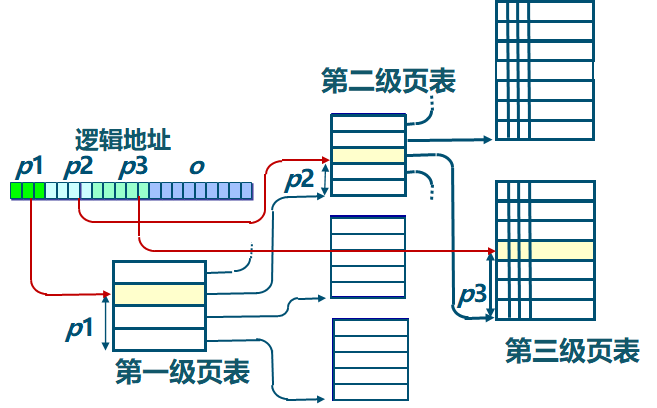 第二级页表
逻辑地址
p1 p2 p3 o
p2
p1
p3
第一级页表
第三级页表